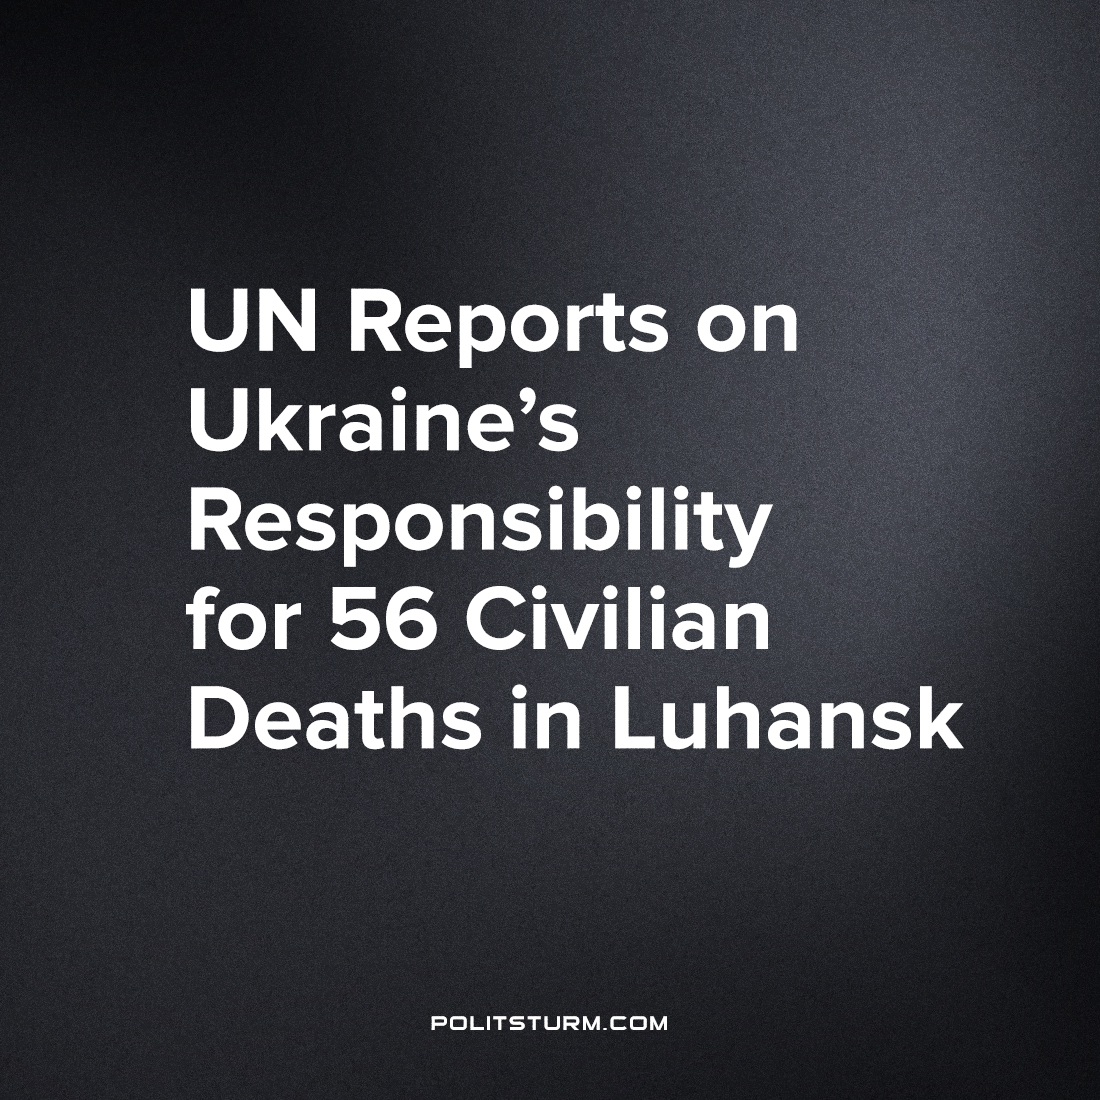 UN Reports on
Ukraine’s
Responsibility
for 56 Civilian
Deaths in Luhansk
POLITSTURM.COM